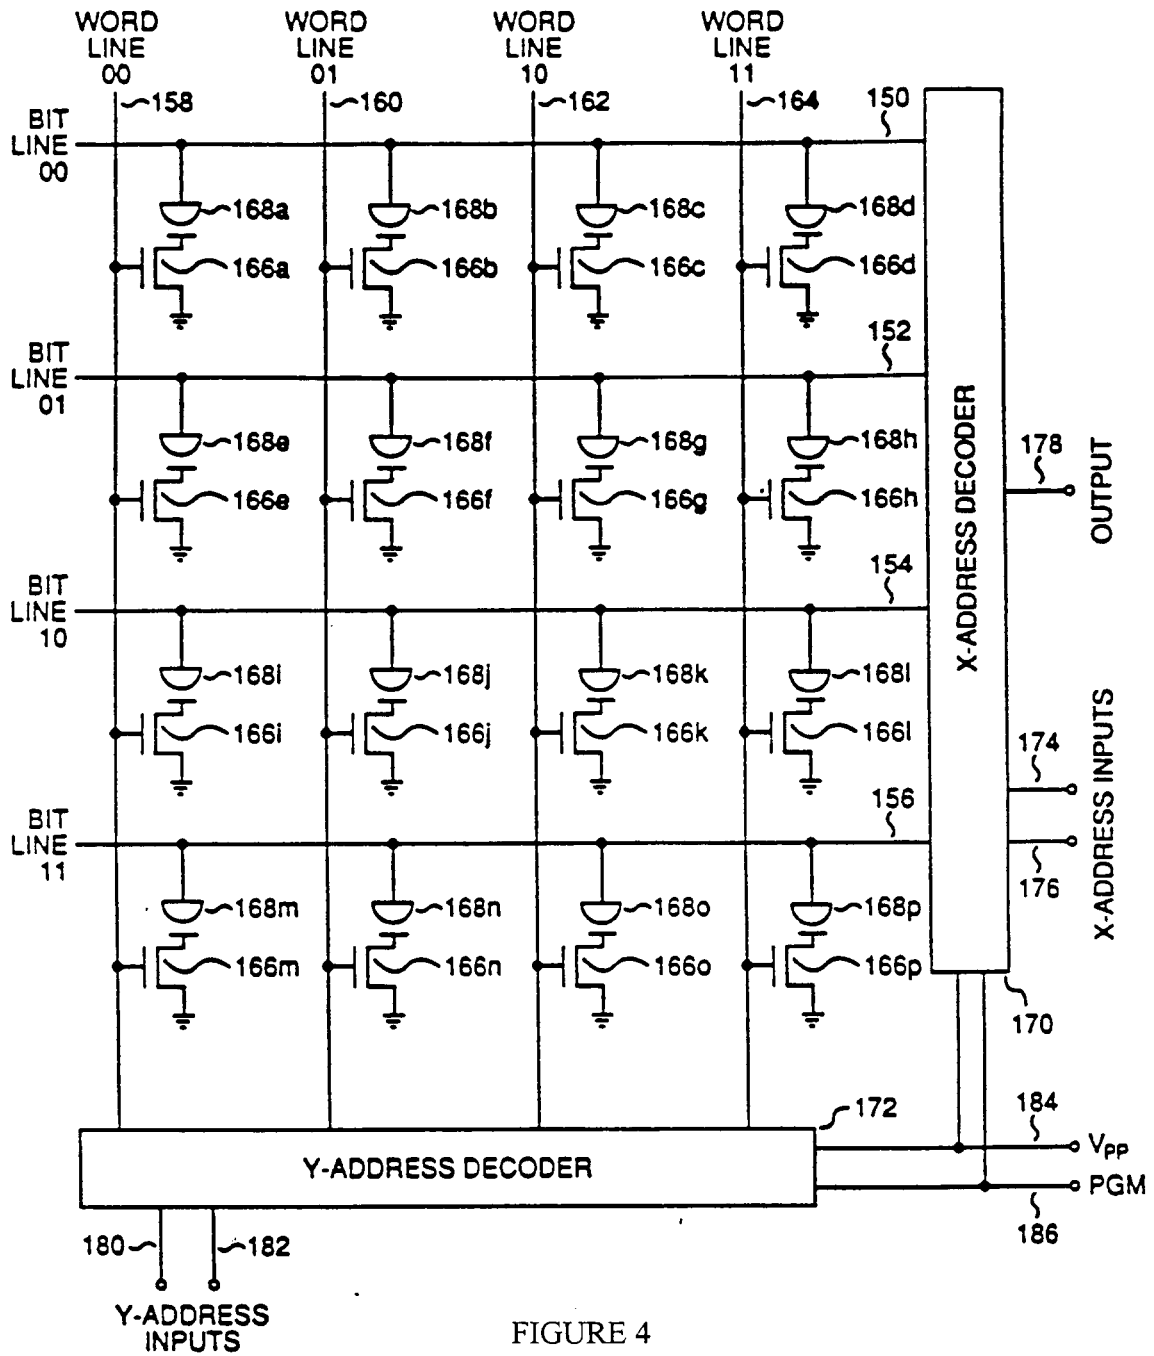 WORD
LINE
00
WORD
LINE
01
WORD
LINE
10
WORD
LINE
11
158
160
162
164
150
BIT
LINE
00
168a
168b
168c
168d
166a
166b
166c
166d
152
BIT
LINE
01
168e
168f
168g
168h
166e
166f
166g
166h
X-ADDRESS DECODER
178
OUTPUT
154
BIT
LINE
10
168i
168j
168k
168l
166i
166j
166k
166l
174
X-ADDRESS INPUTS
156
BIT
LINE
11
176
168m
168n
168o
168p
166m
166n
166o
166p
170
172
184
Y-ADDRESS DECODER
VPP
PGM
186
180
182
Y-ADDRESS
INPUTS
FIGURE 4